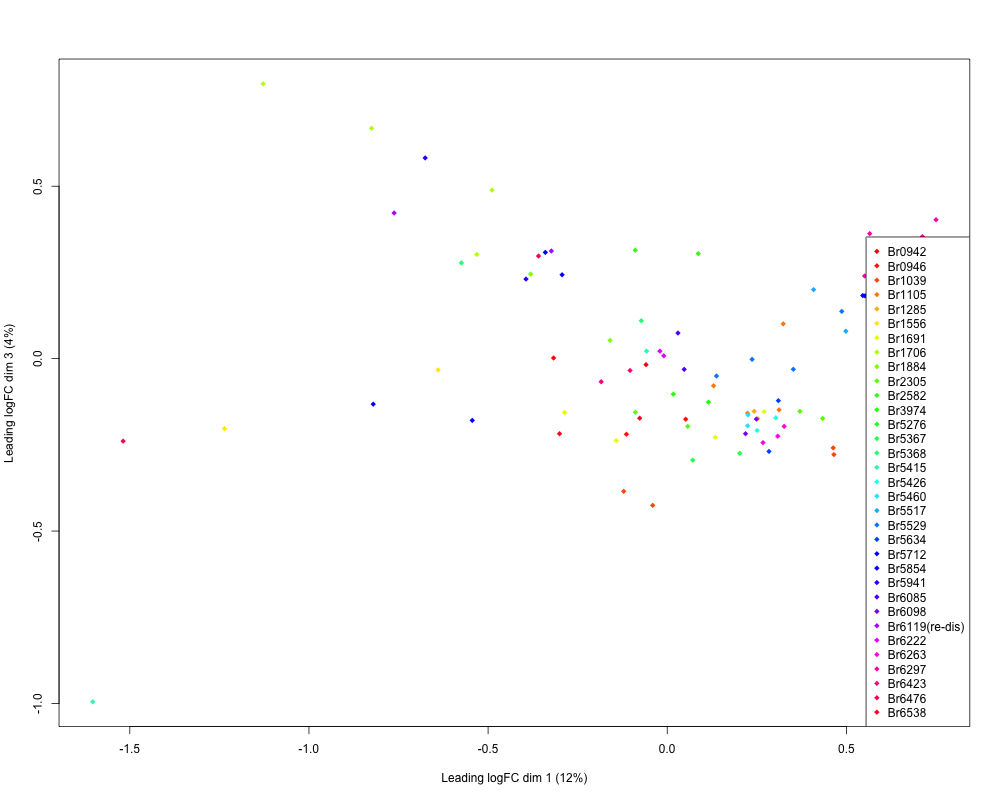 0.5
0.0
-0.5
-1.0
Leading logFC dim 3 (4%)
Br0942
Br0946
Br1039
Br1105
Br1285
Br1556
Br1691
Br1706
Br1884
Br2305
Br2582
Br3974
Br5276
Br5367
Br5368
Br5415
Br5426
Br5460
Br5517
Br5529
Br5634
Br5712
Br5854
Br5941
Br6085
Br6098
Br6119(re-dis)
Br6222
Br6263
Br6297
Br6423
Br6476
Br6538
-1.5 -1.0 -0.5 0.0 0.5
Leading logFC dim 1 (12%)